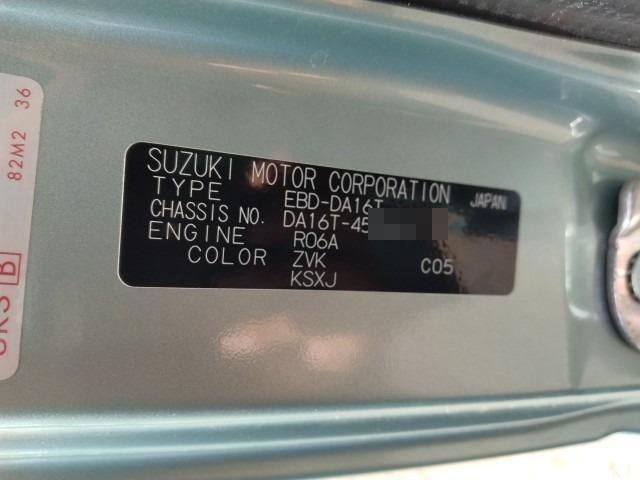 SUZUKI MOTOR CORPORATION
JAPAN
TYPE EBD-DA16T
CHASSIS NO. DA16T-45
ENGINE R06A
COLOR ZVK C05
KSXJ
82M2 36
B